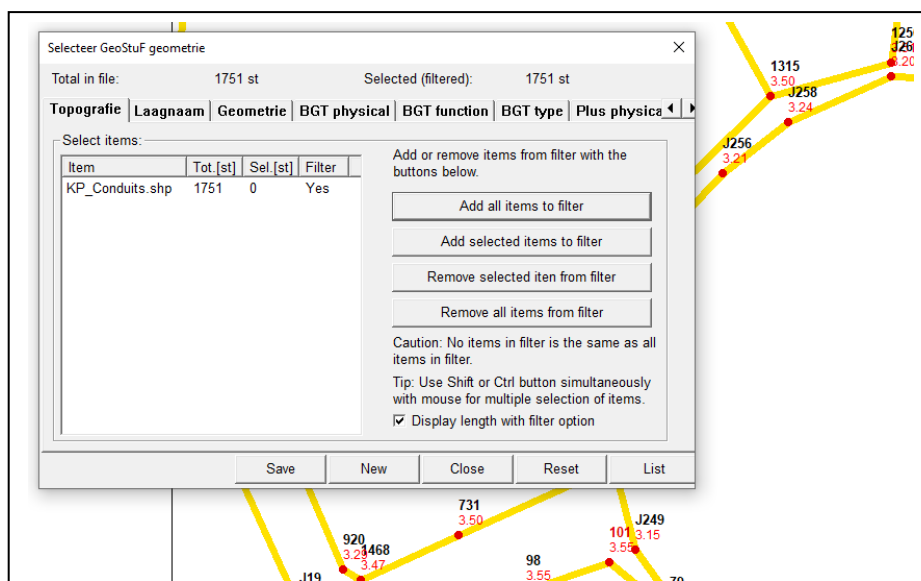 Selecteer GeoStuF geometrie
Total in file: 1751 st Selected (filtered): 1751 st
Topografie Laagnaam Geometrie BGT physical BGT function BGT type Plus physica
Select items:
Item Tot.[st] Sel.[st] Filter
KP_Conduits.shp 1751 0 Yes
Add or remove items from filter with the
buttons below.
Add all items to filter
Add selected items to filter
Remove selected iten from filter
Remove all items from filter
Caution: No items in filter is the same as all
items in filter.
Tip: Use Shift or Ctrl button simultaneously
with mouse for multiple selection of items.
Display length with filter option
Save New Close Reset List
1315
3.50
J258
3.24
J256
3.21
3.20
731
3.50
920
3.29
1468
3.47
J249
3.15
101
3.55
98
3.55
J19